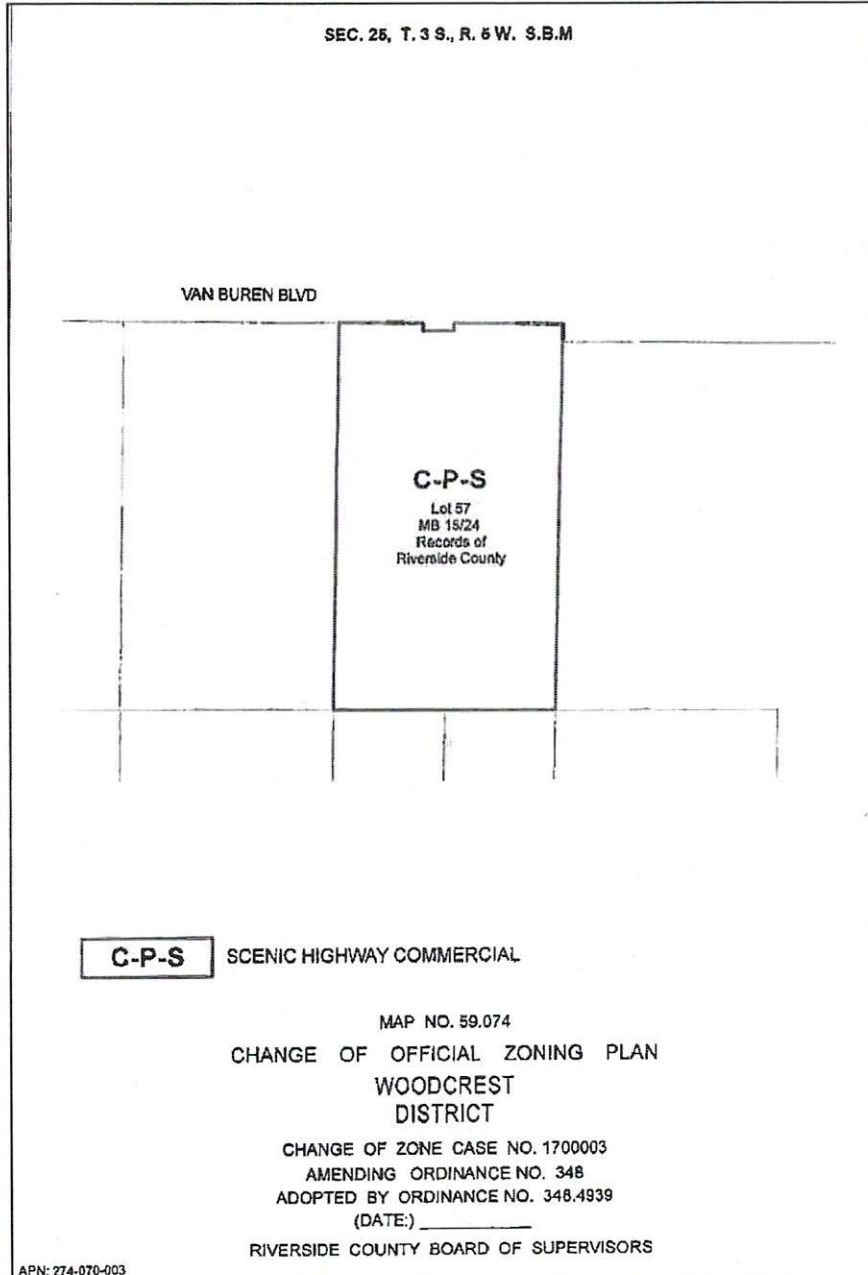 SEC. 25, T. 3 S., R. 5 W. S.B.M
VAN BUREN BLVD
C-P-S
Lot 57
MB 15/24
Records of
Riverside County
C-P-S SCENIC HIGHWAY COMMERCIAL
MAP NO. 59.074
CHANGE OF OFFICIAL ZONING PLAN
WOODCREST
DISTRICT
CHANGE OF ZONE CASE NO. 1700003
AMENDING ORDINANCE NO. 348
ADOPTED BY ORDINANCE NO. 348.4939
(DATE:) __________
RIVERSIDE COUNTY BOARD OF SUPERVISORS
APN: 274-070-003